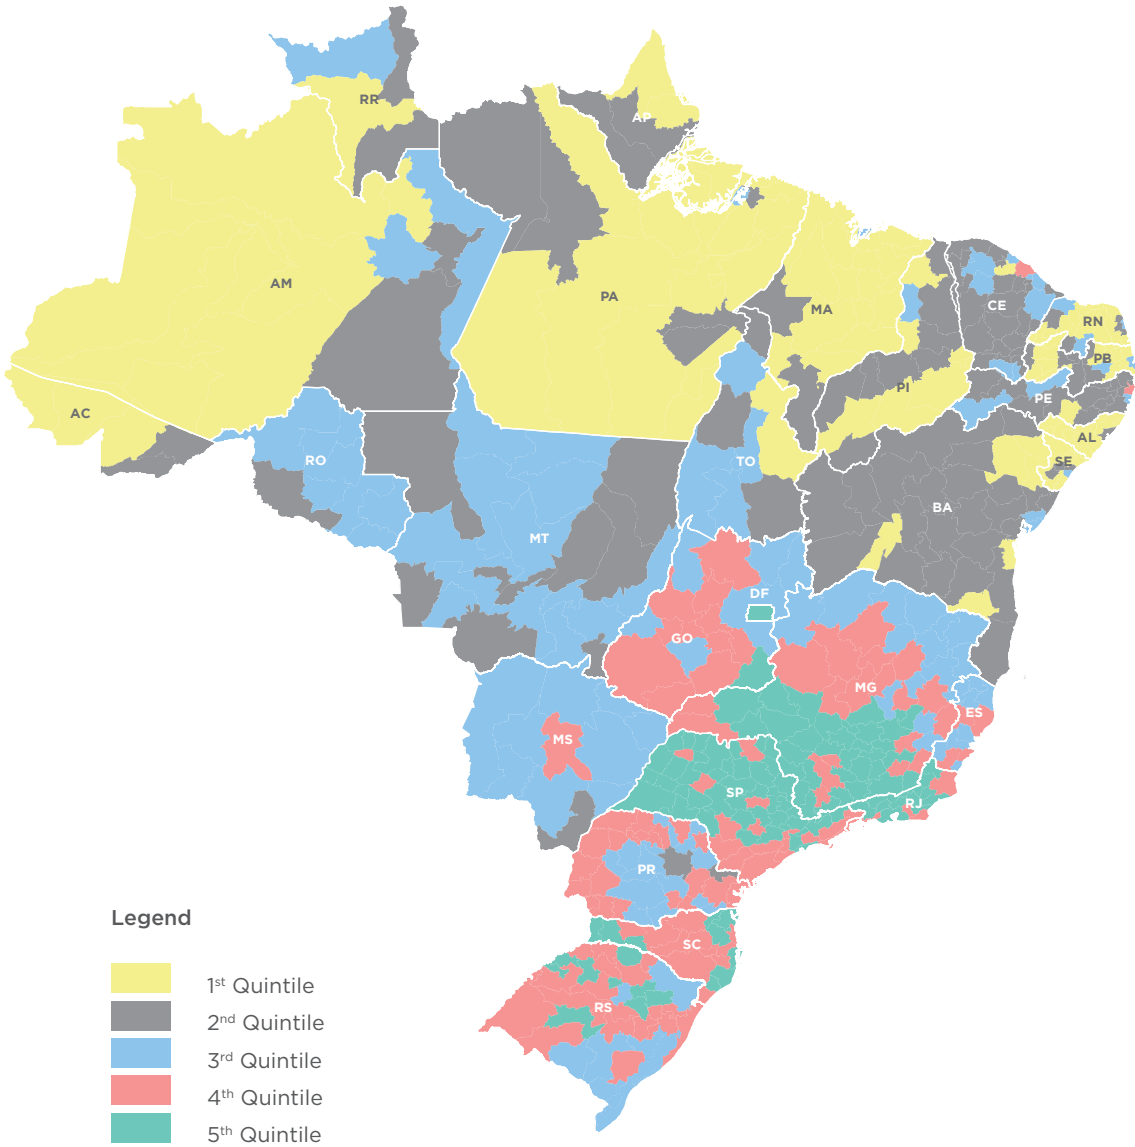 RR
AP
AM
PA
MA
CE
RN
PB
PI
PE
AC
AL
SE
TO
RO
BA
MT
DF
GO
MG
ES
MS
SP
RJ
PR
SC
RS
Legend
1st Quintile
2nd Quintile
3rd Quintile
4th Quintile
5th Quintile